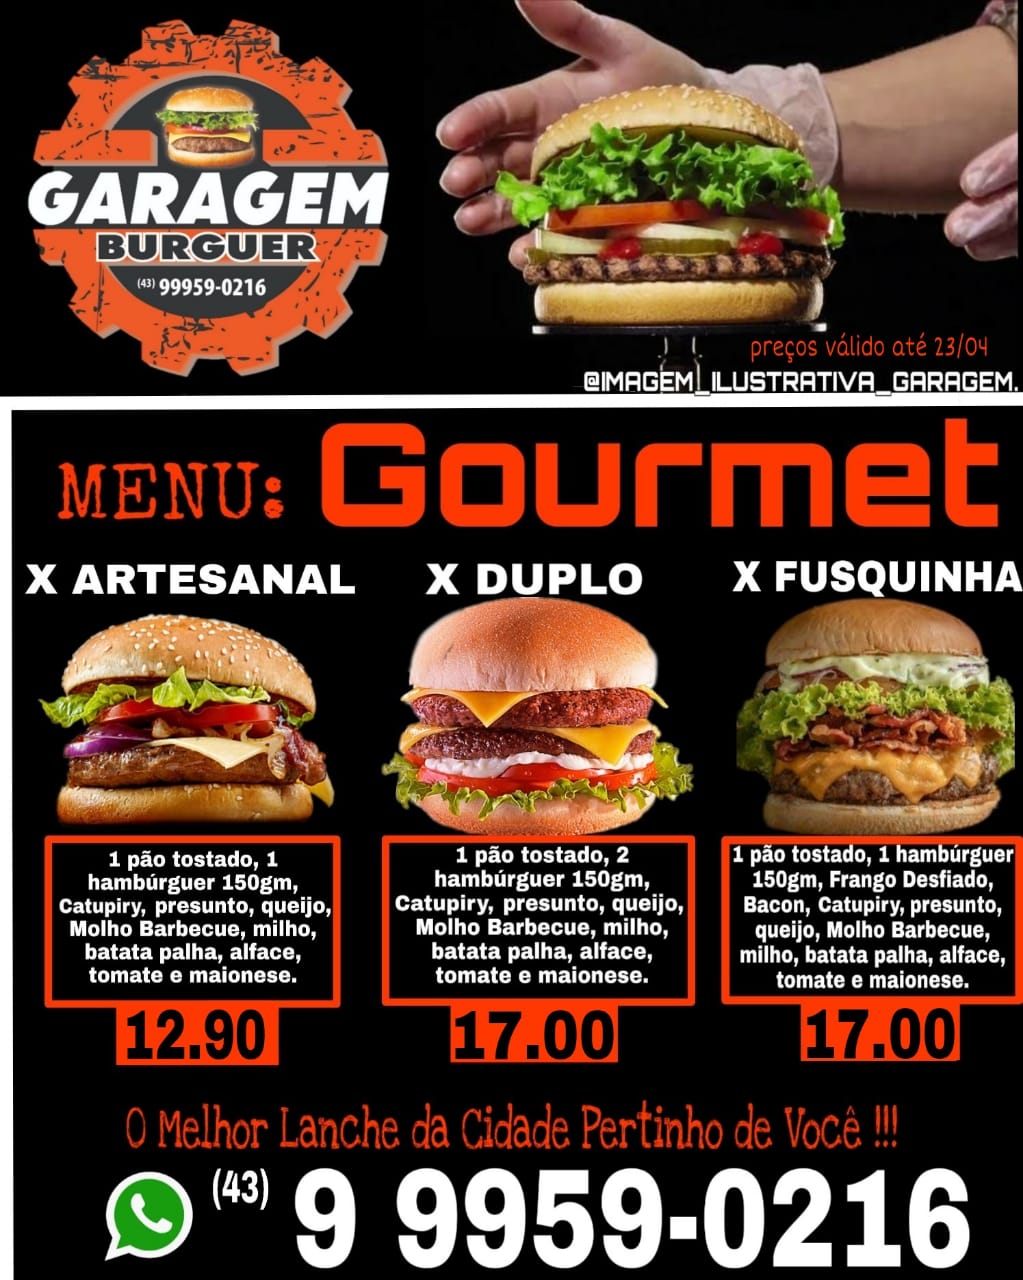 GARAGEM
BURGUER
(43) 99959-0216
preços válido até 23/04
@IMAGEM_ILUSTRATIVA_GARAGEM.
MENU: Gourmet
X ARTESANAL
1 pão tostado, 1
hambúrguer 150gm,
Catupiry, presunto, queijo,
Molho Barbecue, milho,
batata palha, alface,
tomate e maionese.
12.90
X DUPLO
1 pão tostado, 2
hambúrguer 150gm,
Catupiry, presunto, queijo,
Molho Barbecue, milho,
batata palha, alface,
tomate e maionese.
17.00
X FUSQUINHA
1 pão tostado, 1 hambúrguer
150gm, Frango Desfiado,
Bacon, Catupiry, presunto,
queijo, Molho Barbecue,
milho, batata palha, alface,
tomate e maionese.
17.00
O Melhor Lanche da Cidade Pertinho de Você !!!
(43) 9 9959-0216